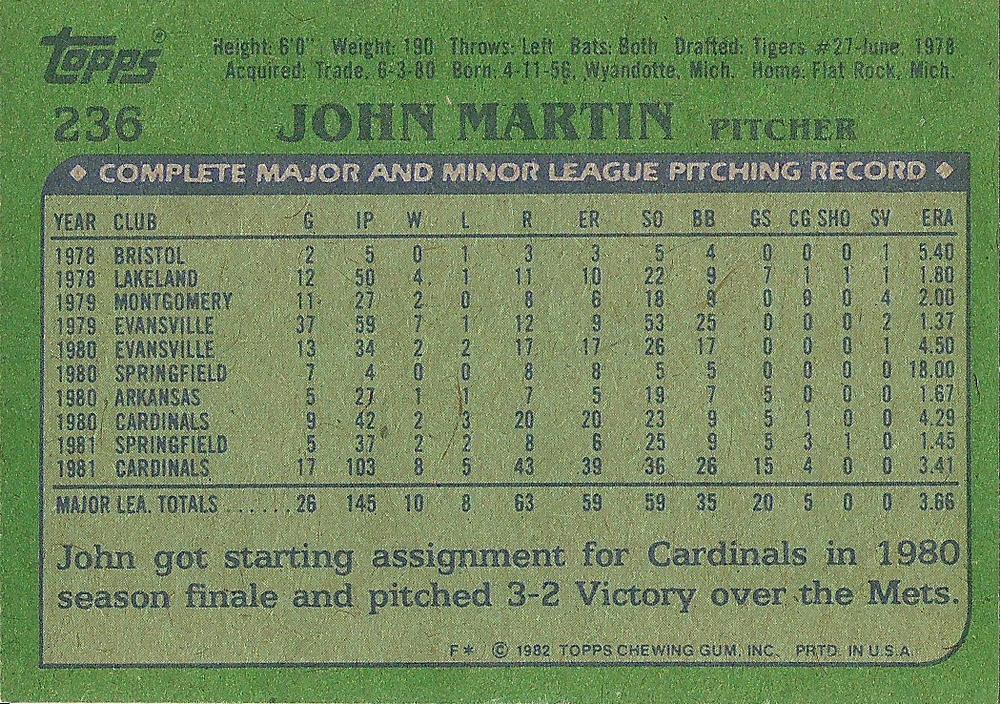 TOPPS®
Height: 6'0" Weight: 190 Throws: Left Bats: Both Drafted: Tigers #27-June, 1978
Acquired: Trade, 6-3-80 Born: 4-11-56, Wyandotte, Mich. Home: Flat Rock, Mich.
236 JOHN MARTIN PITCHER
COMPLETE MAJOR AND MINOR LEAGUE PITCHING RECORD
YEAR CLUB G IP W L R ER SO BB GS CG SHO SV ERA
1978 BRISTOL 2 5 0 1 3 3 5 4 0 0 0 1 5.40
1978 LAKELAND 12 50 4 1 11 10 22 9 7 1 1 1 1.80
1979 MONTGOMERY 11 27 2 0 8 6 18 9 0 0 0 4 2.00
1979 EVANSVILLE 37 59 7 1 12 9 53 25 0 0 0 2 1.37
1980 EVANSVILLE 13 34 2 2 17 17 26 17 0 0 0 1 4.50
1980 SPRINGFIELD 7 4 0 0 8 8 5 5 0 0 0 0 18.00
1980 ARKANSAS 5 27 1 1 7 5 19 7 5 0 0 0 1.67
1980 CARDINALS 9 42 2 3 20 20 23 9 5 1 0 0 4.29
1981 SPRINGFIELD 5 37 2 2 8 6 25 9 5 3 1 0 1.45
1981 CARDINALS 17 103 8 5 43 39 36 26 15 4 0 0 3.41
MAJOR LEA. TOTALS ...... 26 145 10 8 63 59 59 35 20 5 0 0 3.66
John got starting assignment for Cardinals in 1980
season finale and pitched 3-2 Victory over the Mets.
F* © 1982 TOPPS CHEWING GUM, INC. PRTD. IN U.S.A.